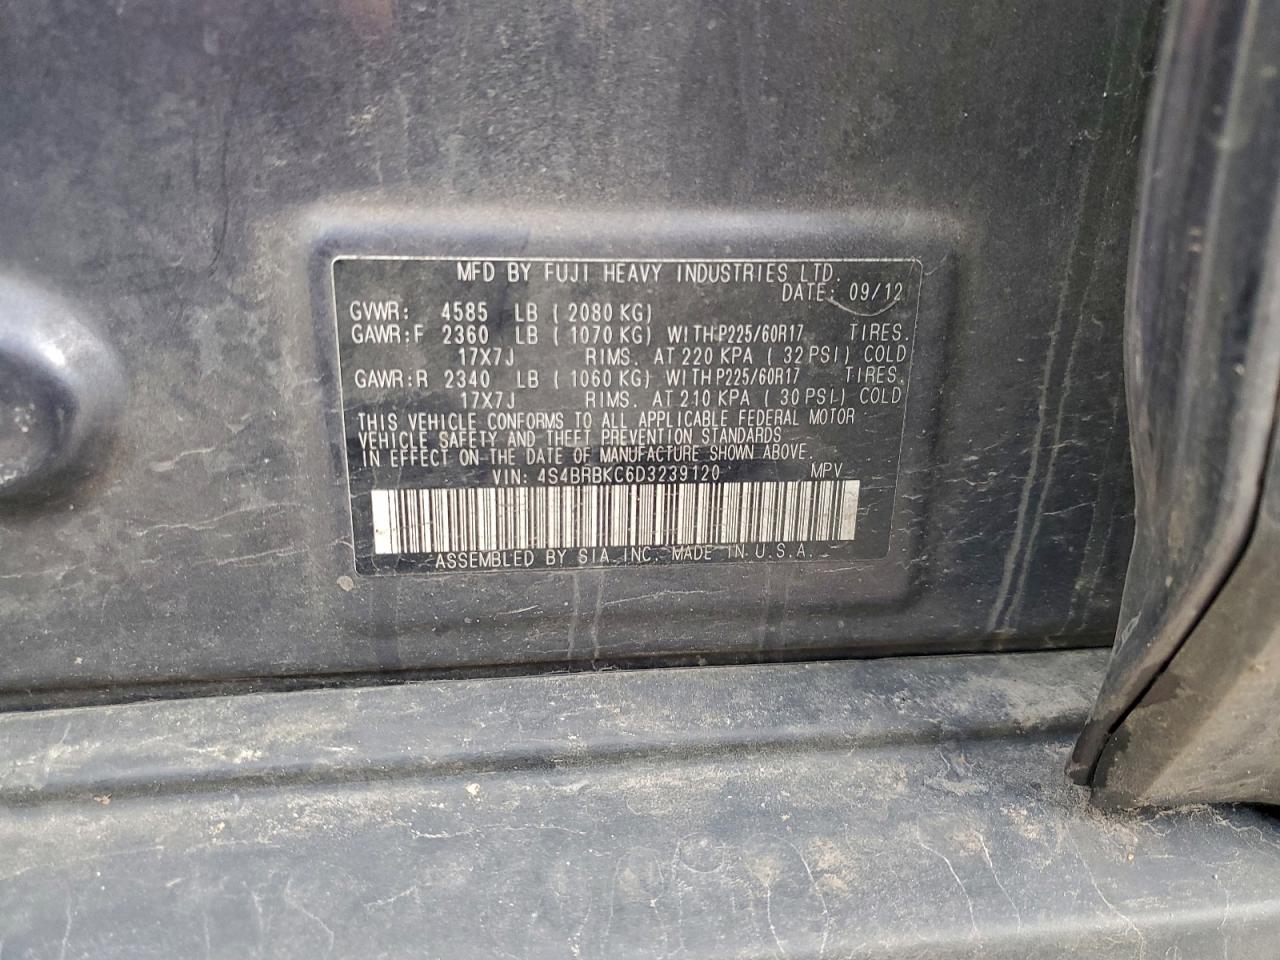 MFD BY FUJI HEAVY INDUSTRIES LTD.
DATE: 09/12
GVWR: 4585 LB (2080 KG)
GAWR:F 2360 LB (1070 KG) WITH P225/60R17 TIRES.
17X7J RIMS. AT 220 KPA (32 PSI) COLD
GAWR:R 2340 LB (1060 KG) WITH P225/60R17 TIRES.
17X7J RIMS. AT 210 KPA (30 PSI) COLD
THIS VEHICLE CONFORMS TO ALL APPLICABLE FEDERAL MOTOR
VEHICLE SAFETY AND THEFT PREVENTION STANDARDS
IN EFFECT ON THE DATE OF MANUFACTURE SHOWN ABOVE.
VIN: 4S4BRBKC6D3239120 MPV
ASSEMBLED BY SIA INC. MADE IN U.S.A.